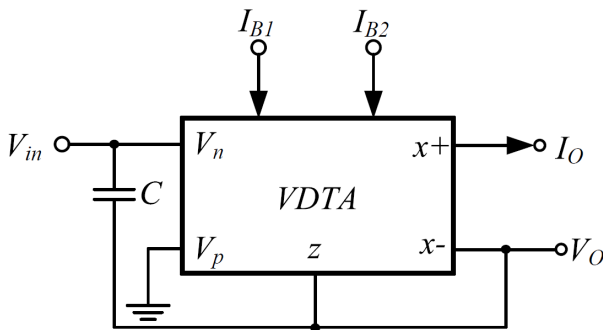 I_B1 I_B2
V_in V_n x+ I_O
C VDTA
V_p z x- V_O